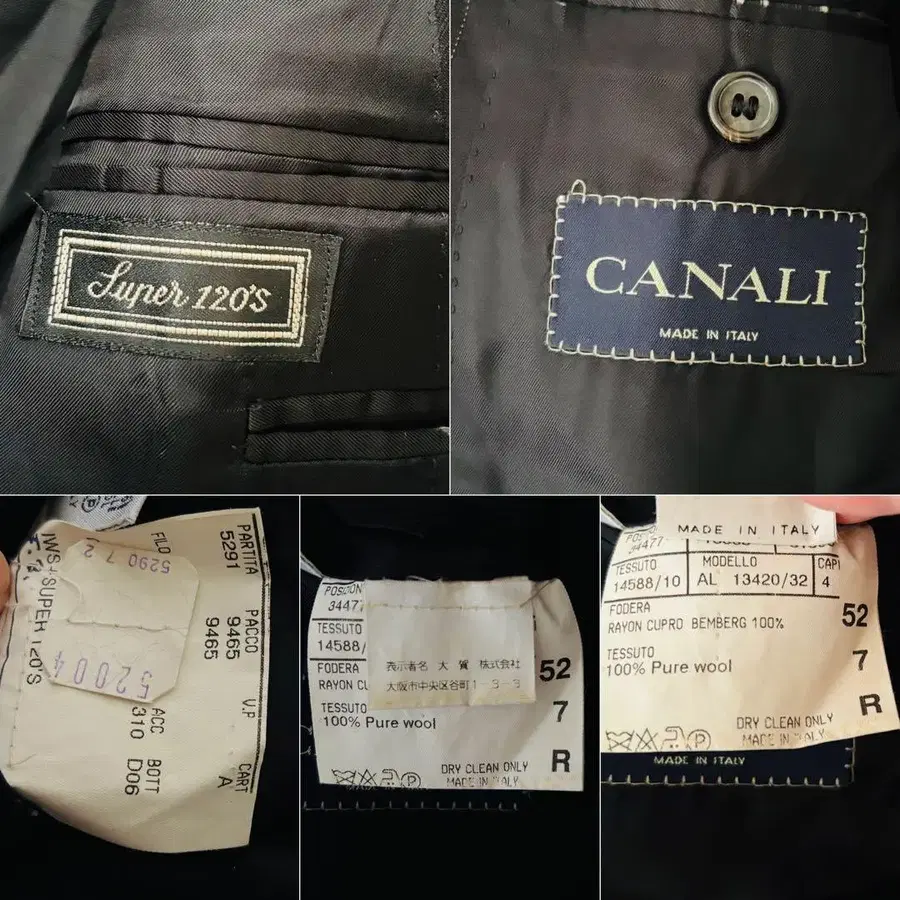 Super 120's
CANALI
MADE IN ITALY
PARTITA PACCO V.P CART
5291 9465 A
9465
FILO ACC BOTT
310 D06
5290 7 2
52004
IWS/SUPER 120'S
34477
TESSUTO
14588/
FODERA
RAYON
TESSUTO
100% Pure wool
表示者名 大賀 株式会社
大阪市中央区谷町1-3-3
52
7
R
DRY CLEAN ONLY
MADE IN ITALY
MADE IN ITALY
34477
TESSUTO MODELLO CAPI
14588/10 AL 13420/32 4
FODERA
RAYON CUPRO BEMBERG 100%
52
TESSUTO
100% Pure wool
7
R
DRY CLEAN ONLY
MADE IN ITALY
MADE IN ITALY